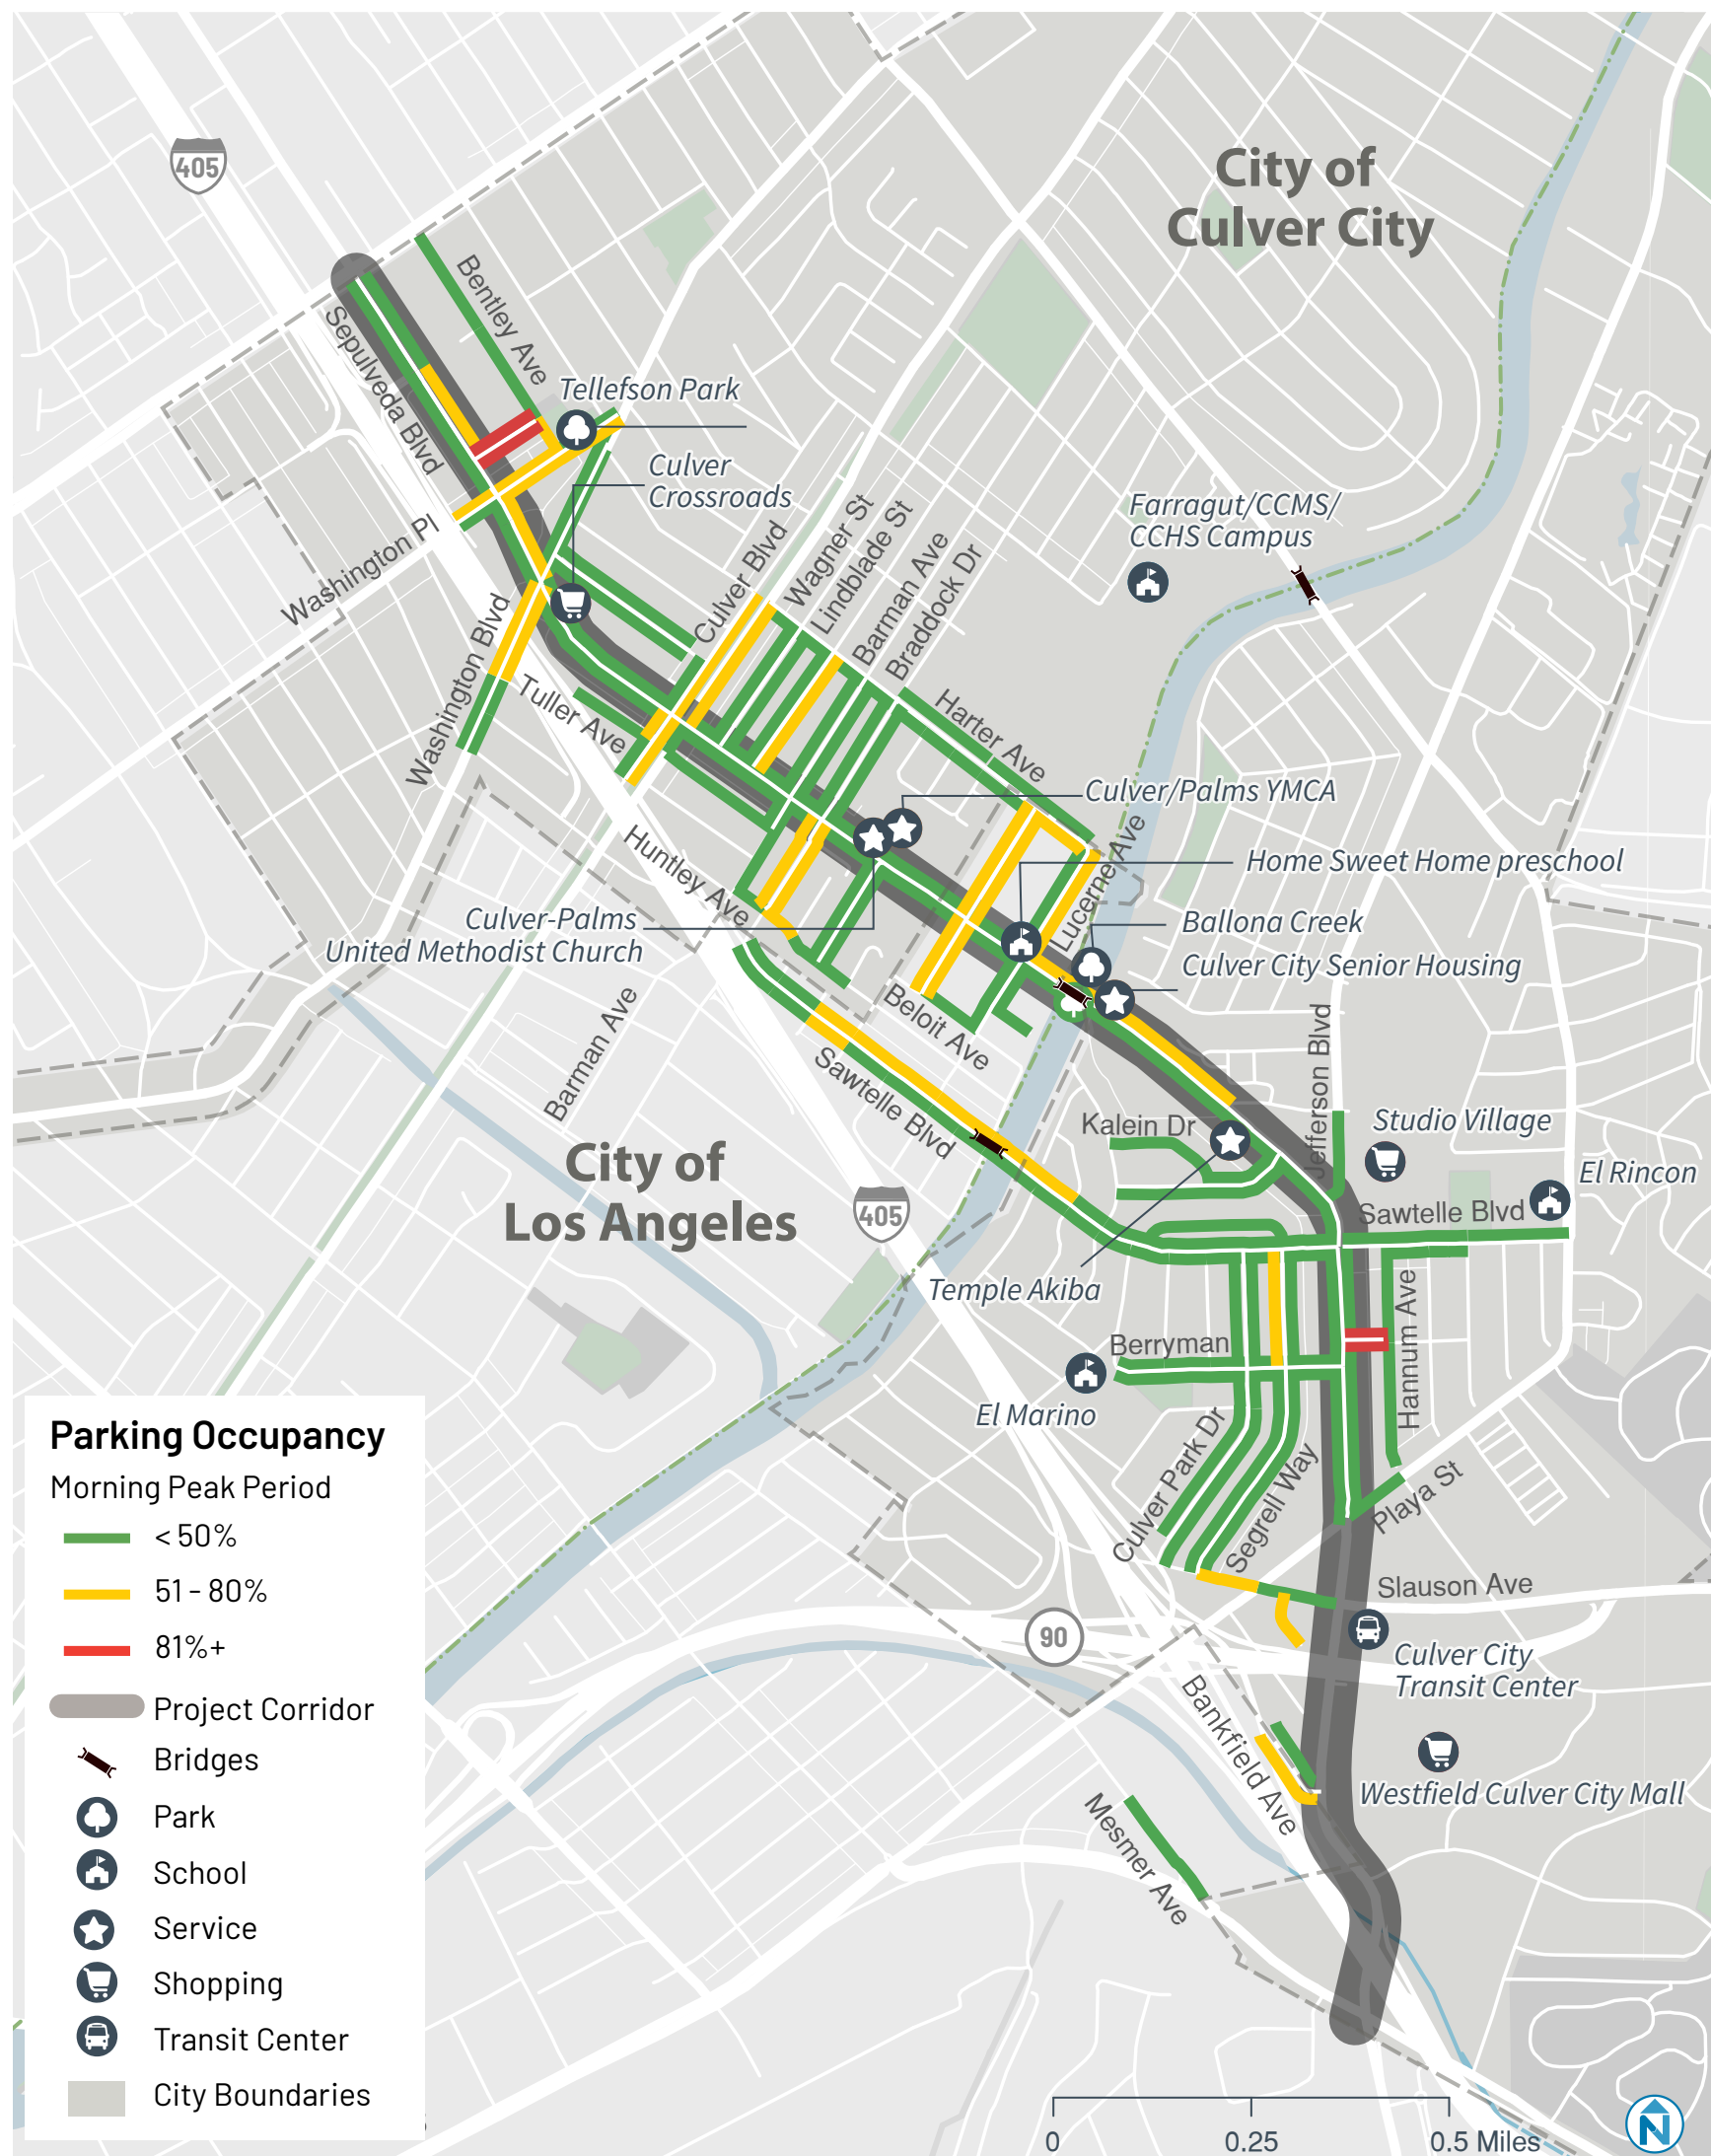 405
City of
Culver City
Bentley Ave
Sepulveda Blvd
Tellefson Park
Culver
Crossroads
Washington Pl
Washington Blvd
Culver Blvd
Wagner St
Lindblade St
Barman Ave
Braddock Dr
Farragut/CCMS/
CCHS Campus
Tuller Ave
Harter Ave
Culver/Palms YMCA
Huntley Ave
Lucerne Ave
Home Sweet Home preschool
Culver-Palms
United Methodist Church
Ballona Creek
Culver City Senior Housing
Barman Ave
Beloit Ave
Sawtelle Blvd
Kalein Dr
Jefferson Blvd
Studio Village
El Rincon
City of
Los Angeles
405
Sawtelle Blvd
Temple Akiba
Berryman
Hannum Ave
El Marino
Culver Park Dr
Segrell Way
Playa St
Slauson Ave
90
Culver City
Transit Center
Bankfield Ave
Westfield Culver City Mall
Mesmer Ave
Parking Occupancy
Morning Peak Period
< 50%
51 - 80%
81%+
Project Corridor
Bridges
Park
School
Service
Shopping
Transit Center
City Boundaries
0 0.25 0.5 Miles
N